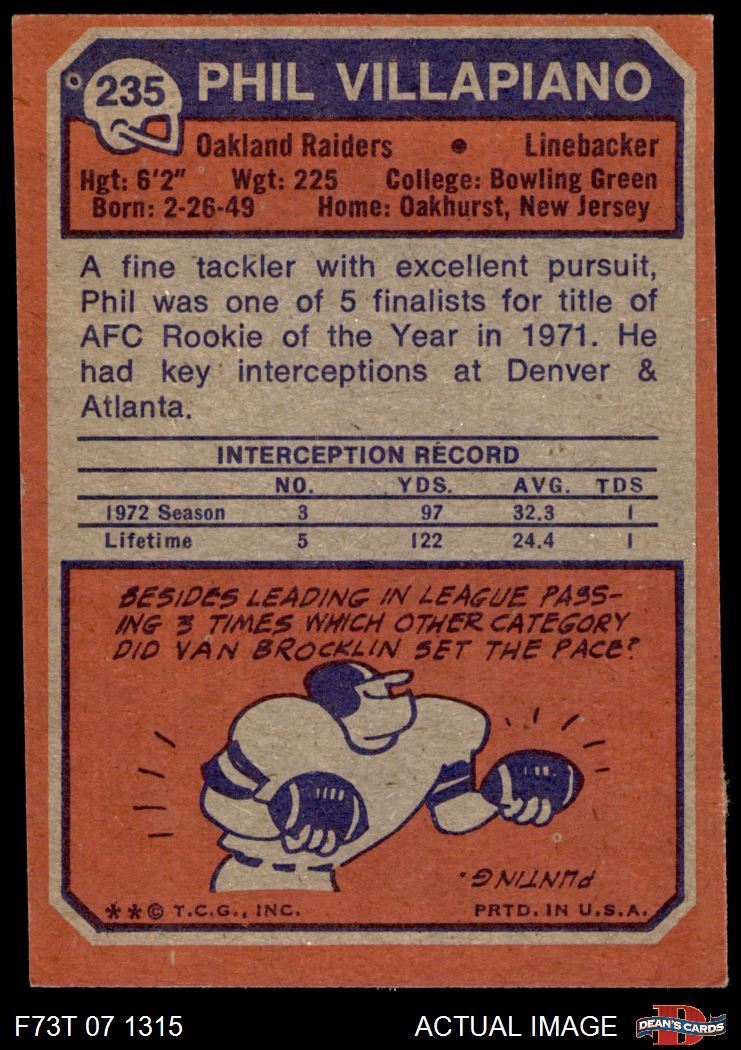 235 PHIL VILLAPIANO
Oakland Raiders • Linebacker
Hgt: 6'2" Wgt: 225 College: Bowling Green
Born: 2-26-49 Home: Oakhurst, New Jersey
A fine tackler with excellent pursuit,
Phil was one of 5 finalists for title of
AFC Rookie of the Year in 1971. He
had key interceptions at Denver &
Atlanta.
INTERCEPTION RECORD
NO. YDS. AVG. TDS
1972 Season 3 97 32.3 1
Lifetime 5 122 24.4 1
BESIDES LEADING IN LEAGUE PASS-
ING 3 TIMES WHICH OTHER CATEGORY
DID VAN BROCKLIN SET THE PACE?
PUNTING.
**© T.C.G., INC. PRTD. IN U.S.A.
F73T 07 1315 ACTUAL IMAGE DEAN'S CARDS